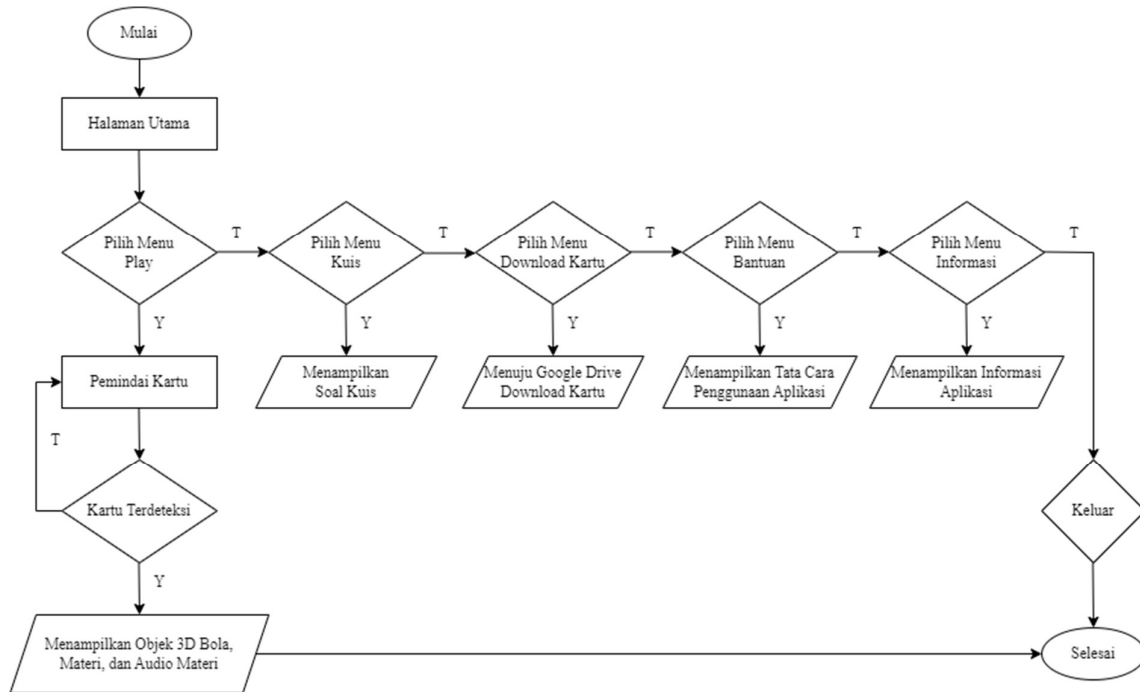 Mulai
Halaman Utama
Pilih Menu
Play
T
Pilih Menu
Kuis
T
Pilih Menu
Download Kartu
T
Pilih Menu
Bantuan
T
Pilih Menu
Informasi
T
Y
Y
Y
Y
Y
Pemindai Kartu
Menampilkan
Soal Kuis
Menuju Google Drive
Download Kartu
Menampilkan Tata Cara
Penggunaan Aplikasi
Menampilkan Informasi
Aplikasi
T
Kartu Terdeteksi
Keluar
Y
Menampilkan Objek 3D Bola,
Materi, dan Audio Materi
Selesai